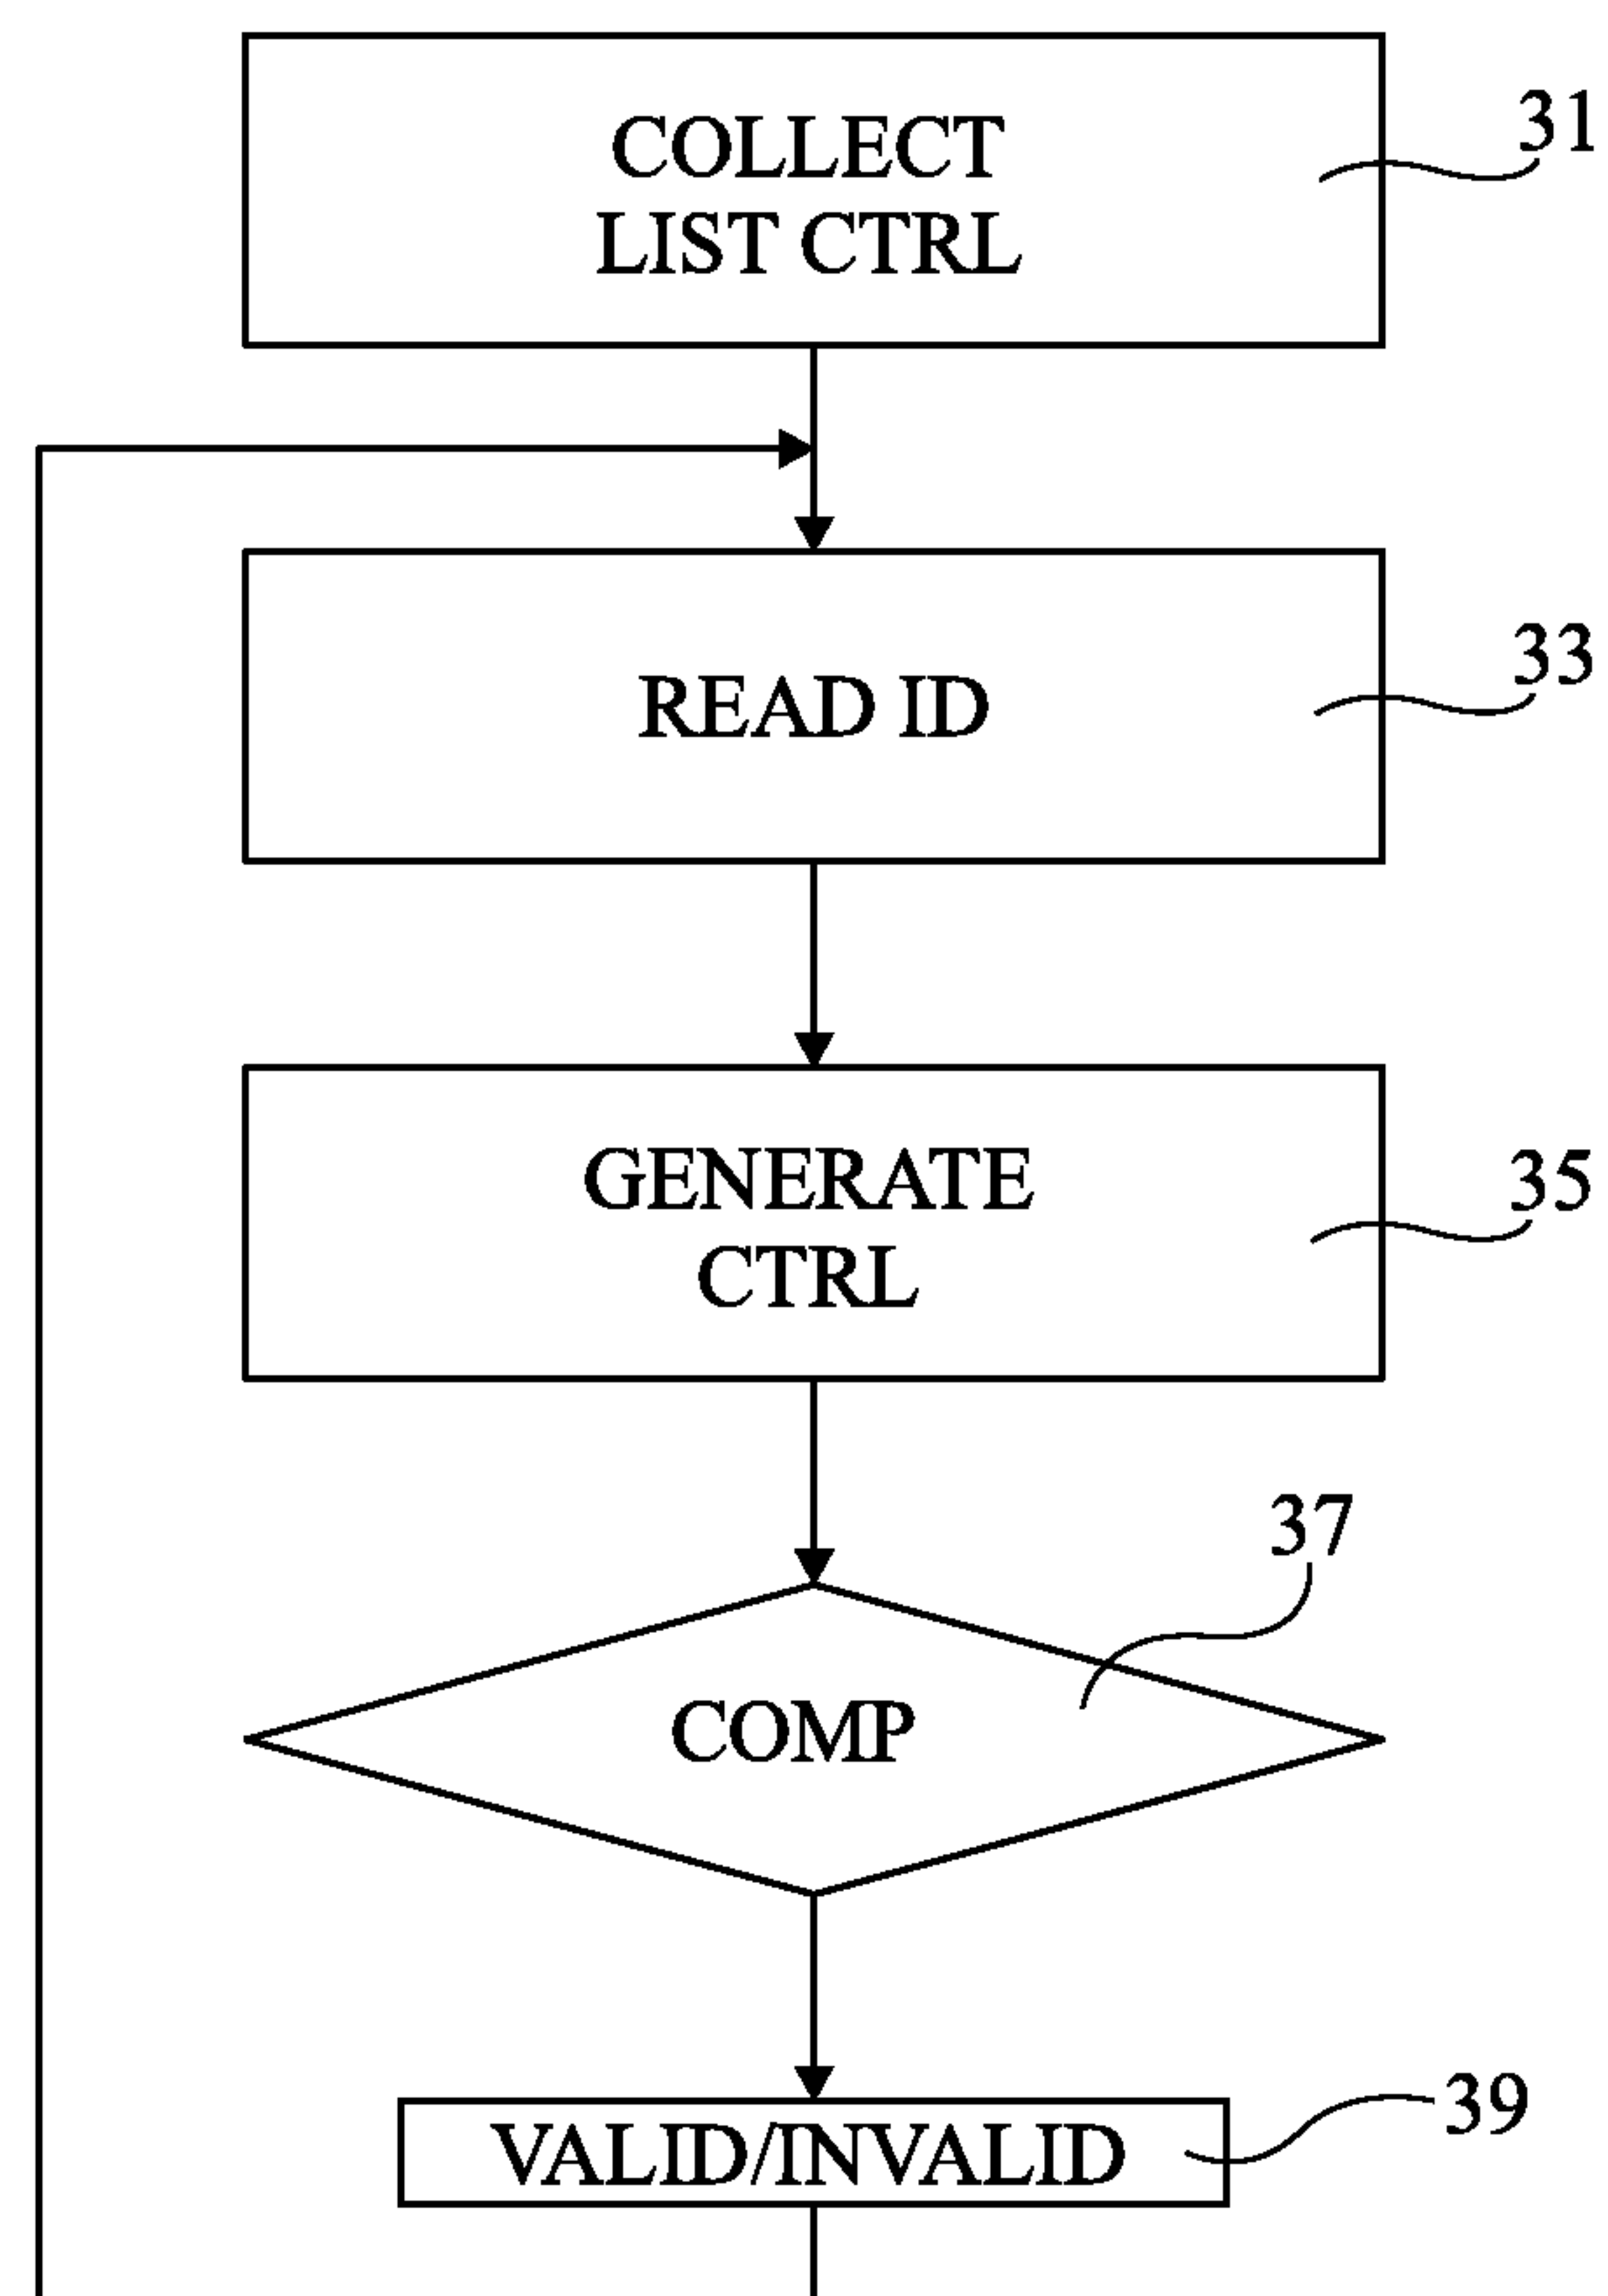 COLLECT
LIST CTRL
31
READ ID
33
GENERATE
CTRL
35
37
COMP
VALID/INVALID
39